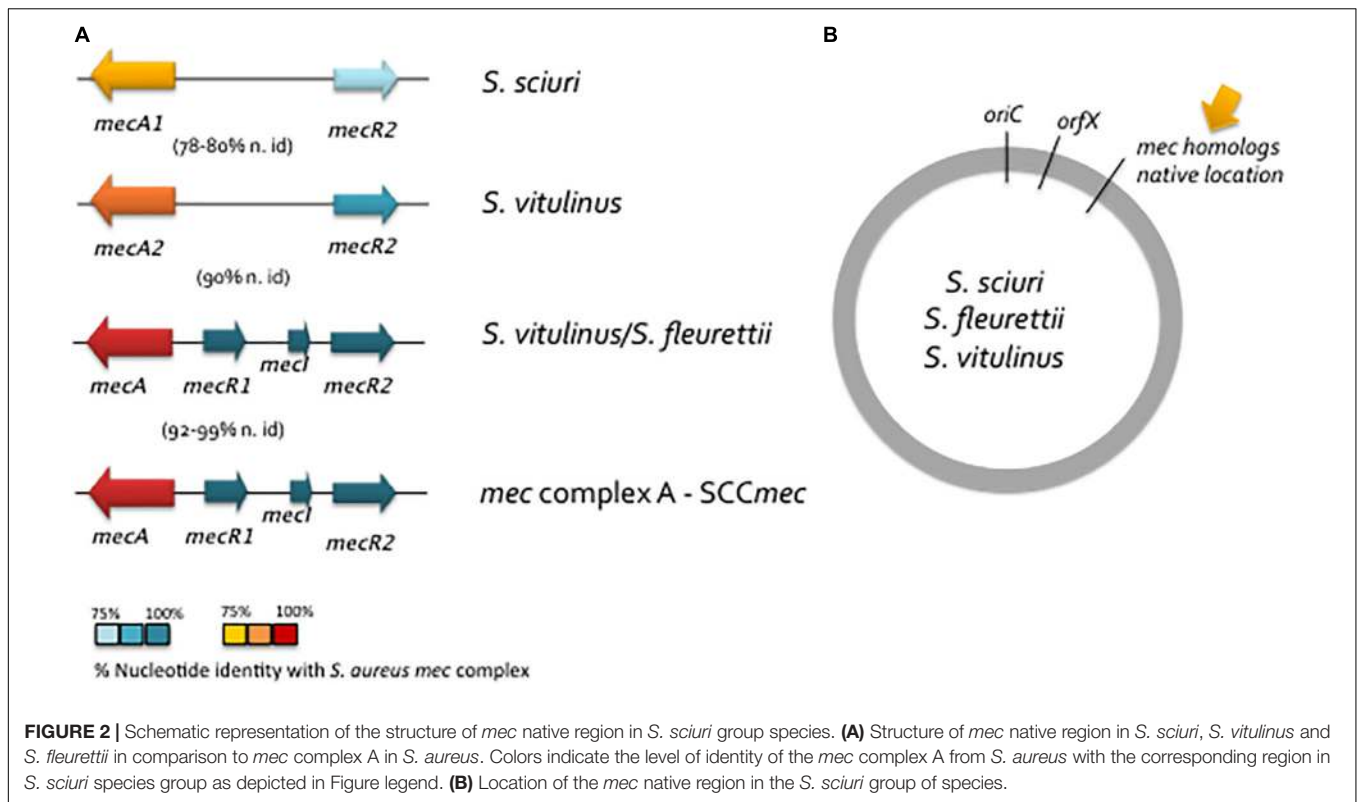 A
mecA1
mecR2
S. sciuri
(78-80% n. id)
mecA2
mecR2
S. vitulinus
(90% n. id)
mecA
mecR1
mecI
mecR2
S. vitulinus/S. fleurettii
(92-99% n. id)
mecA
mecR1
mecI
mecR2
mec complex A - SCCmec
75% 100% 75% 100%
% Nucleotide identity with S. aureus mec complex
B
oriC
orfX
mec homologs
native location
S. sciuri
S. fleurettii
S. vitulinus
FIGURE 2 | Schematic representation of the structure of mec native region in S. sciuri group species. (A) Structure of mec native region in S. sciuri, S. vitulinus and
S. fleurettii in comparison to mec complex A in S. aureus. Colors indicate the level of identity of the mec complex A from S. aureus with the corresponding region in
S. sciuri species group as depicted in Figure legend. (B) Location of the mec native region in the S. sciuri group of species.